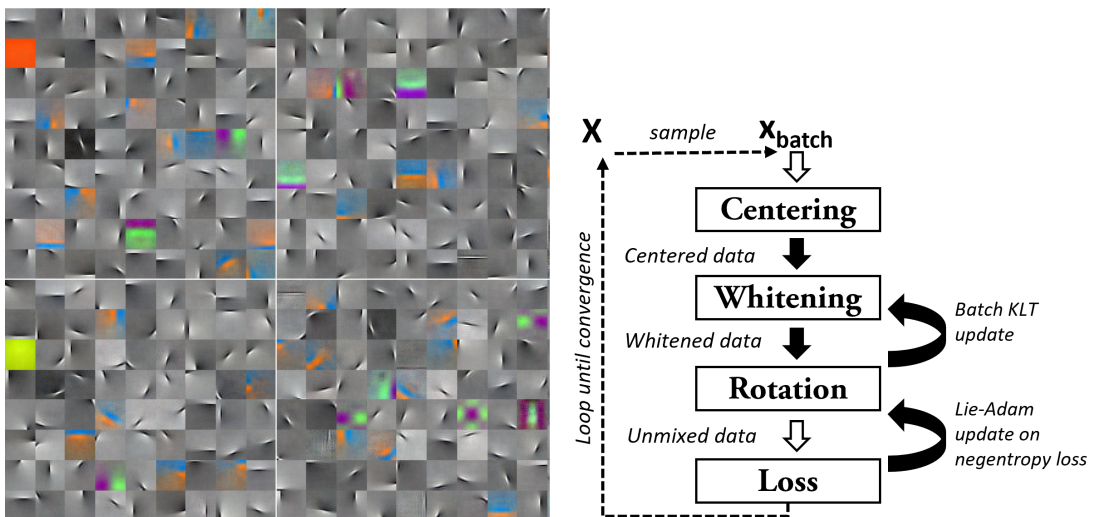 X
sample
x_batch
Centering
Centered data
Whitening
Batch KLT
update
Whitened data
Rotation
Lie-Adam
update on
negentropy loss
Unmixed data
Loss
Loop until convergence